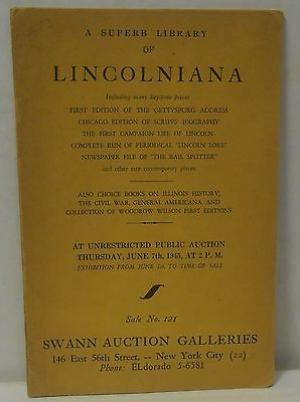 A SUPERB LIBRARY
OF
LINCOLNIANA
Including many keystone pieces
FIRST EDITION OF THE GETTYSBURG ADDRESS
CHICAGO EDITION OF SCRIPPS' BIOGRAPHY
THE FIRST CAMPAIGN LIFE OF LINCOLN
COMPLETE RUN OF PERIODICAL "LINCOLN LORE"
NEWSPAPER FILE OF "THE RAIL SPLITTER"
and other rare contemporary pieces
ALSO CHOICE BOOKS ON ILLINOIS HISTORY,
THE CIVIL WAR, GENERAL AMERICANA, AND
COLLECTION OF WOODROW WILSON FIRST EDITIONS
AT UNRESTRICTED PUBLIC AUCTION
THURSDAY, JUNE 7th, 1945, AT 2 P. M.
EXHIBITION FROM JUNE 1st TO TIME OF SALE
Sale No. 121
SWANN AUCTION GALLERIES
146 East 56th Street, -- New York City (22)
Phone: ELdorado 5-6581